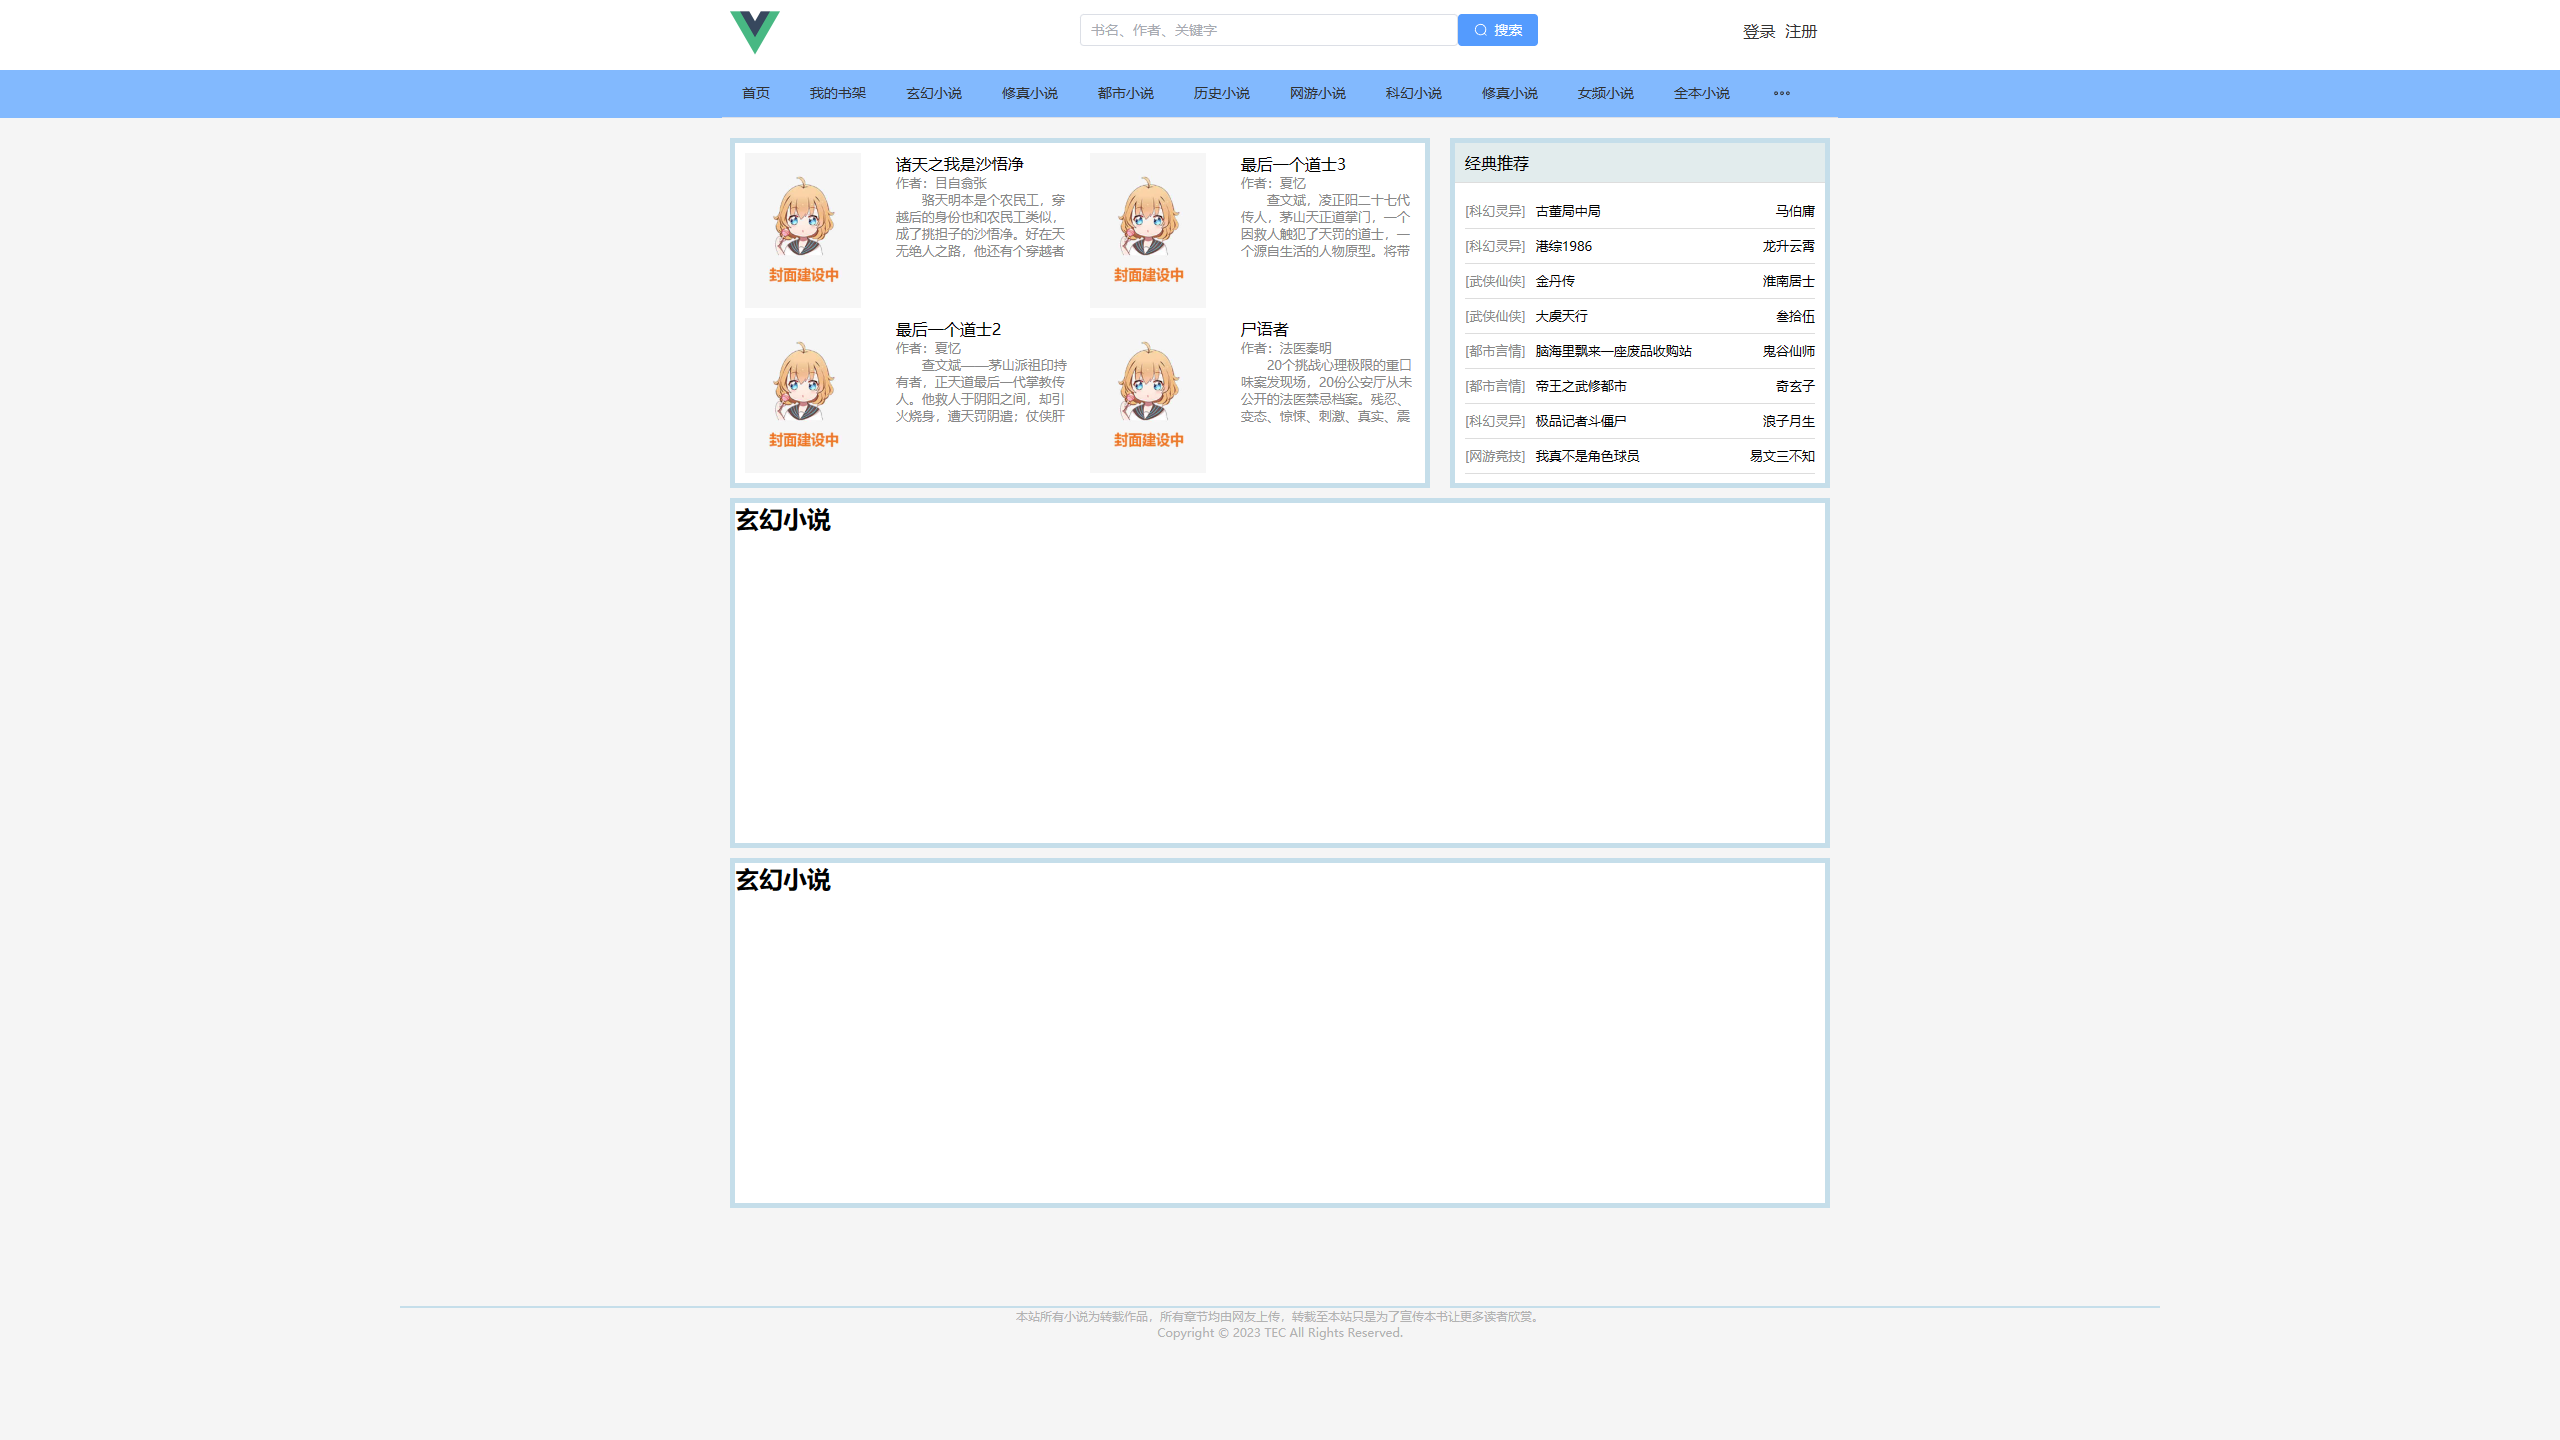 书名、作者、关键字
搜索
登录 注册
首页 我的书架 玄幻小说 修真小说 都市小说 历史小说 网游小说 科幻小说 修真小说 女频小说 全本小说
封面建设中
诸天之我是沙悟净
作者：目自翕张
骆天明本是个农民工，穿
越后的身份也和农民工类似，
成了挑担子的沙悟净。好在天
无绝人之路，他还有个穿越者
封面建设中
最后一个道士3
作者：夏忆
查文斌，凌正阳二十七代
传人，茅山天正道掌门，一个
因救人触犯了天罚的道士，一
个源自生活的人物原型。将带
封面建设中
最后一个道士2
作者：夏忆
查文斌——茅山派祖印持
有者，正天道最后一代掌教传
人。他救人于阴阳之间，却引
火烧身，遭天罚阴谴；仗侠肝
封面建设中
尸语者
作者：法医秦明
20个挑战心理极限的重口
味案发现场，20份公安厅从未
公开的法医禁忌档案。残忍、
变态、惊悚、刺激、真实、震
经典推荐
[科幻灵异] 古董局中局 马伯庸
[科幻灵异] 港综1986 龙升云霄
[武侠仙侠] 金丹传 淮南居士
[武侠仙侠] 大虞天行 叁拾伍
[都市言情] 脑海里飘来一座废品收购站 鬼谷仙师
[都市言情] 帝王之武修都市 奇玄子
[科幻灵异] 极品记者斗僵尸 浪子月生
[网游竞技] 我真不是角色球员 易文三不知
玄幻小说
玄幻小说
本站所有小说为转载作品，所有章节均由网友上传，转载至本站只是为了宣传本书让更多读者欣赏。
Copyright © 2023 TEC All Rights Reserved.